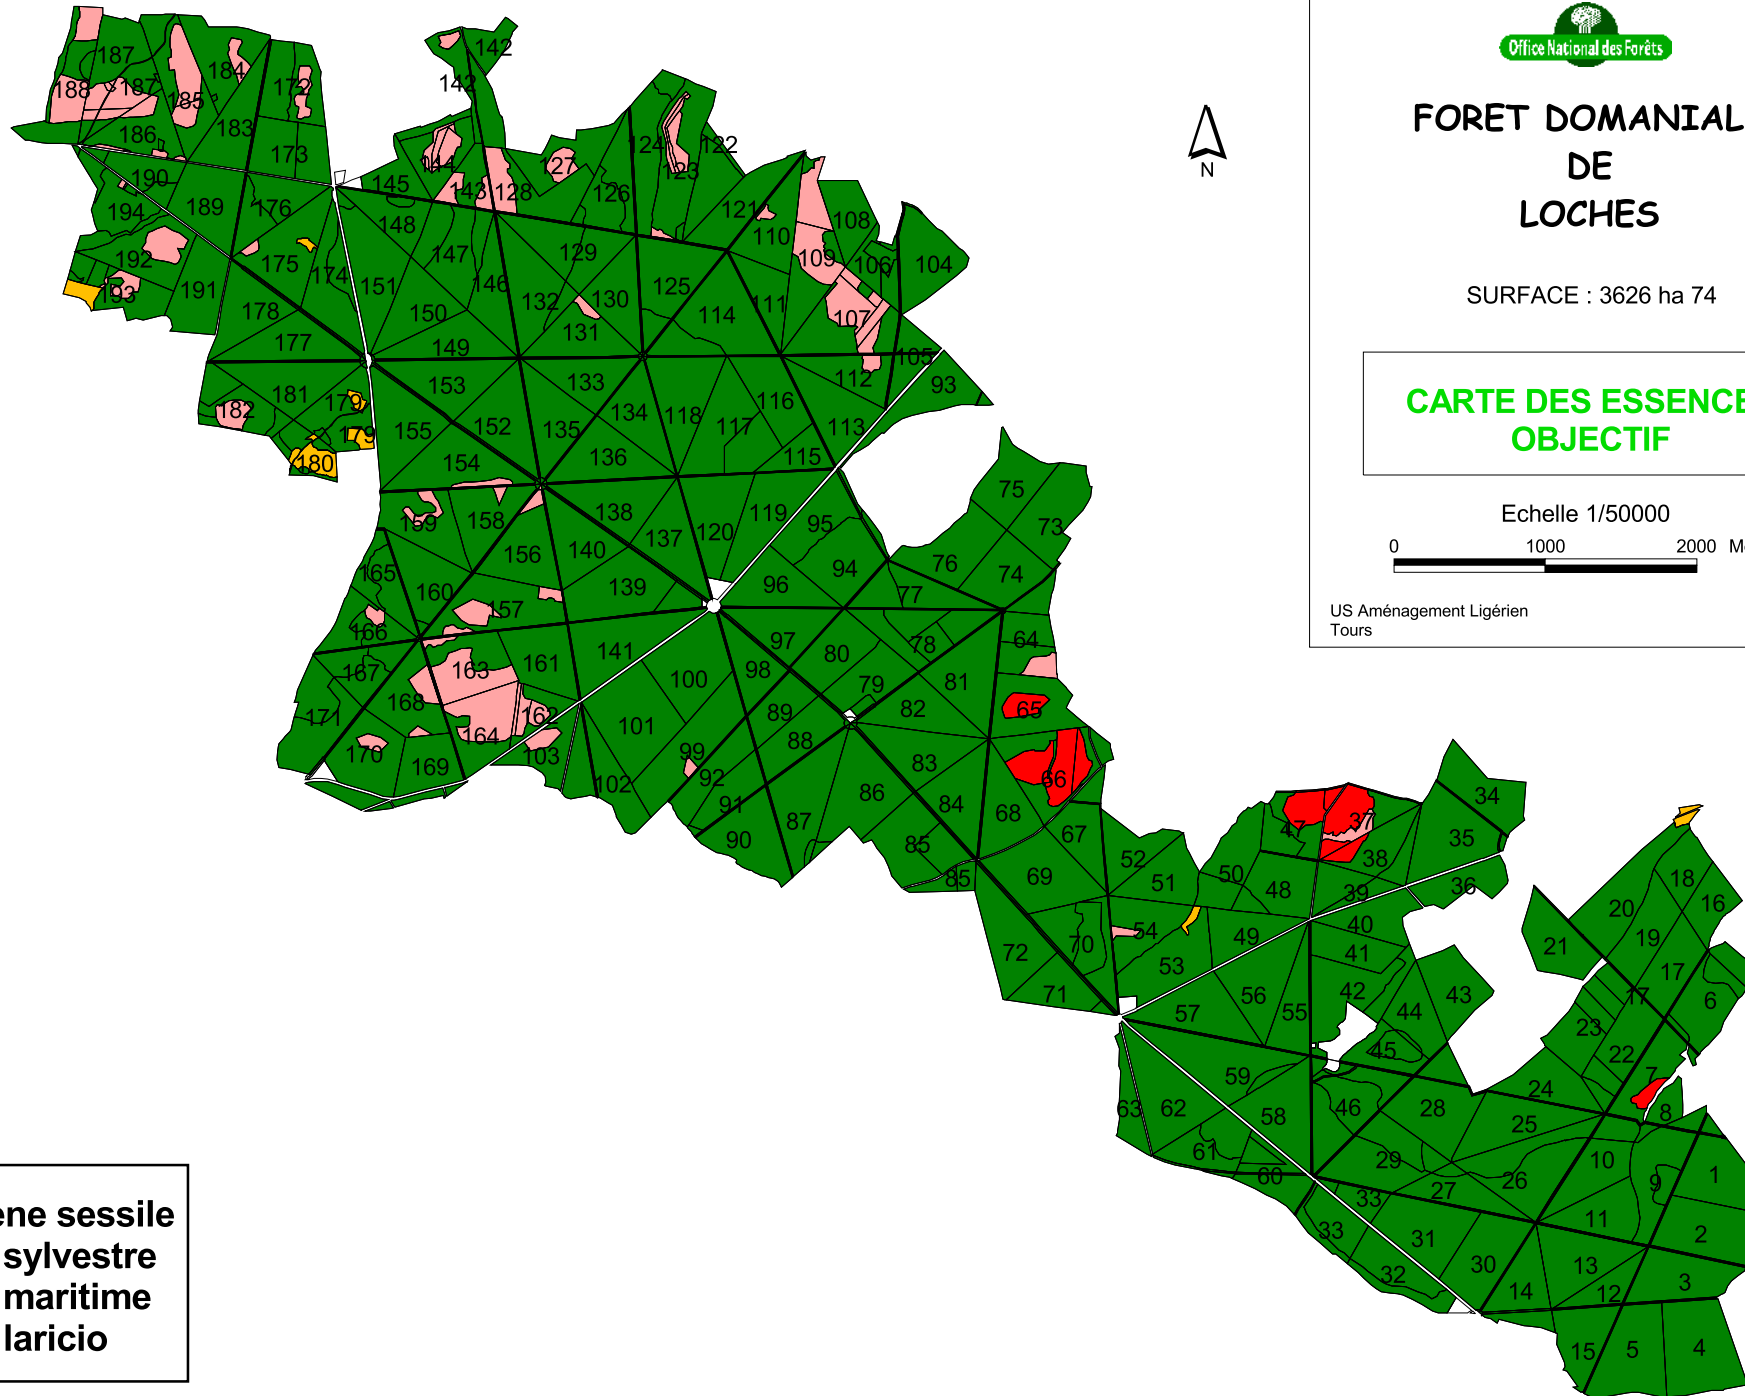 Office National des Forêts
FORET DOMANIAL
DE
LOCHES
SURFACE : 3626 ha 74
CARTE DES ESSENCE
OBJECTIF
Echelle 1/50000
0 1000 2000 M
US Aménagement Ligérien
Tours
N
142
187 142
184
188 187 172
185
183 186
173 144 145 143 128 127 126 124 123 122
190 189 176 194
148 121 110 108
192 175 174 147 129 109 106 104
193 191 151 146 132 130 125 111
178 150 131 114 107
177 149 105
153 133 112 93
181 179 182
155 152 135 134 118 117 116 113
179 180 154 136 115
75
159 158 138 137 120 119 95 73
156 140 76
165 160 139 96 94 77 74
157
166 141 97 80 78 64
167 163 161 100 98 79 81
168 162 101 89 82 65
171 164 88
170 169 103 102 99 92 83 66
91 86 84 68 47 37 34
90 87 85 67 38 35
85 69 52 51 50 48 39 36 18 16
72 70 54 49 40 20 19
53 41 21 17
71 57 56 55 42 44 43 17 6
45 23 22
59 7
63 62 58 46 28 24 25 8
61 60 29 27 26 10 9 1
33 33 31 11 2
32 30 14 13 12 3
15 5 4
ene sessile
sylvestre
maritime
laricio